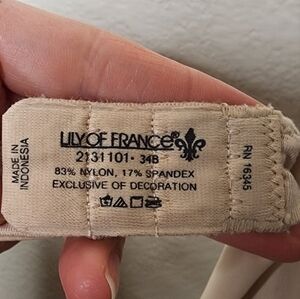 MADE IN
INDONESIA
LILY OF FRANCE®
2131101 • 34B
83% NYLON, 17% SPANDEX
EXCLUSIVE OF DECORATION
RN 16345